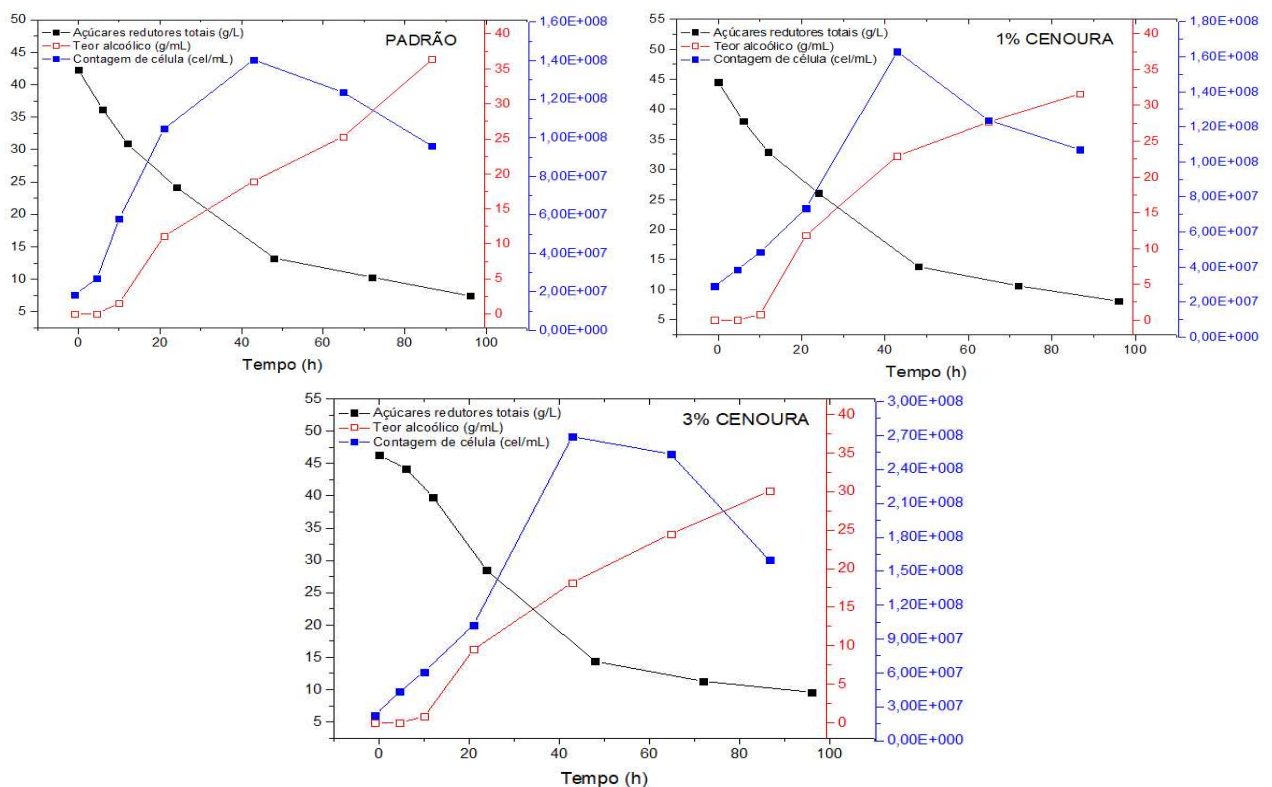 PADRÃO
Açúcares redutores totais (g/L)
Teor alcoólico (g/mL)
Contagem de célula (cel/mL)
50
45
40
35
30
25
20
15
10
5
0
20
40
60
80
100
Tempo (h)
40
35
30
25
20
15
10
5
0
1,60E+008
1,40E+008
1,20E+008
1,00E+008
8,00E+007
6,00E+007
4,00E+007
2,00E+007
0,00E+000
1% CENOURA
Açúcares redutores totais (g/L)
Teor alcoólico (g/mL)
Contagem de célula (cel/mL)
55
50
45
40
35
30
25
20
15
10
5
0
20
40
60
80
100
Tempo (h)
40
35
30
25
20
15
10
5
0
1,80E+008
1,60E+008
1,40E+008
1,20E+008
1,00E+008
8,00E+007
6,00E+007
4,00E+007
2,00E+007
0,00E+000
3% CENOURA
Açúcares redutores totais (g/L)
Teor alcoólico (g/mL)
Contagem de célula (cel/mL)
55
50
45
40
35
30
25
20
15
10
5
0
20
40
60
80
100
Tempo (h)
40
35
30
25
20
15
10
5
0
3,00E+008
2,70E+008
2,40E+008
2,10E+008
1,80E+008
1,50E+008
1,20E+008
9,00E+007
6,00E+007
3,00E+007
0,00E+000